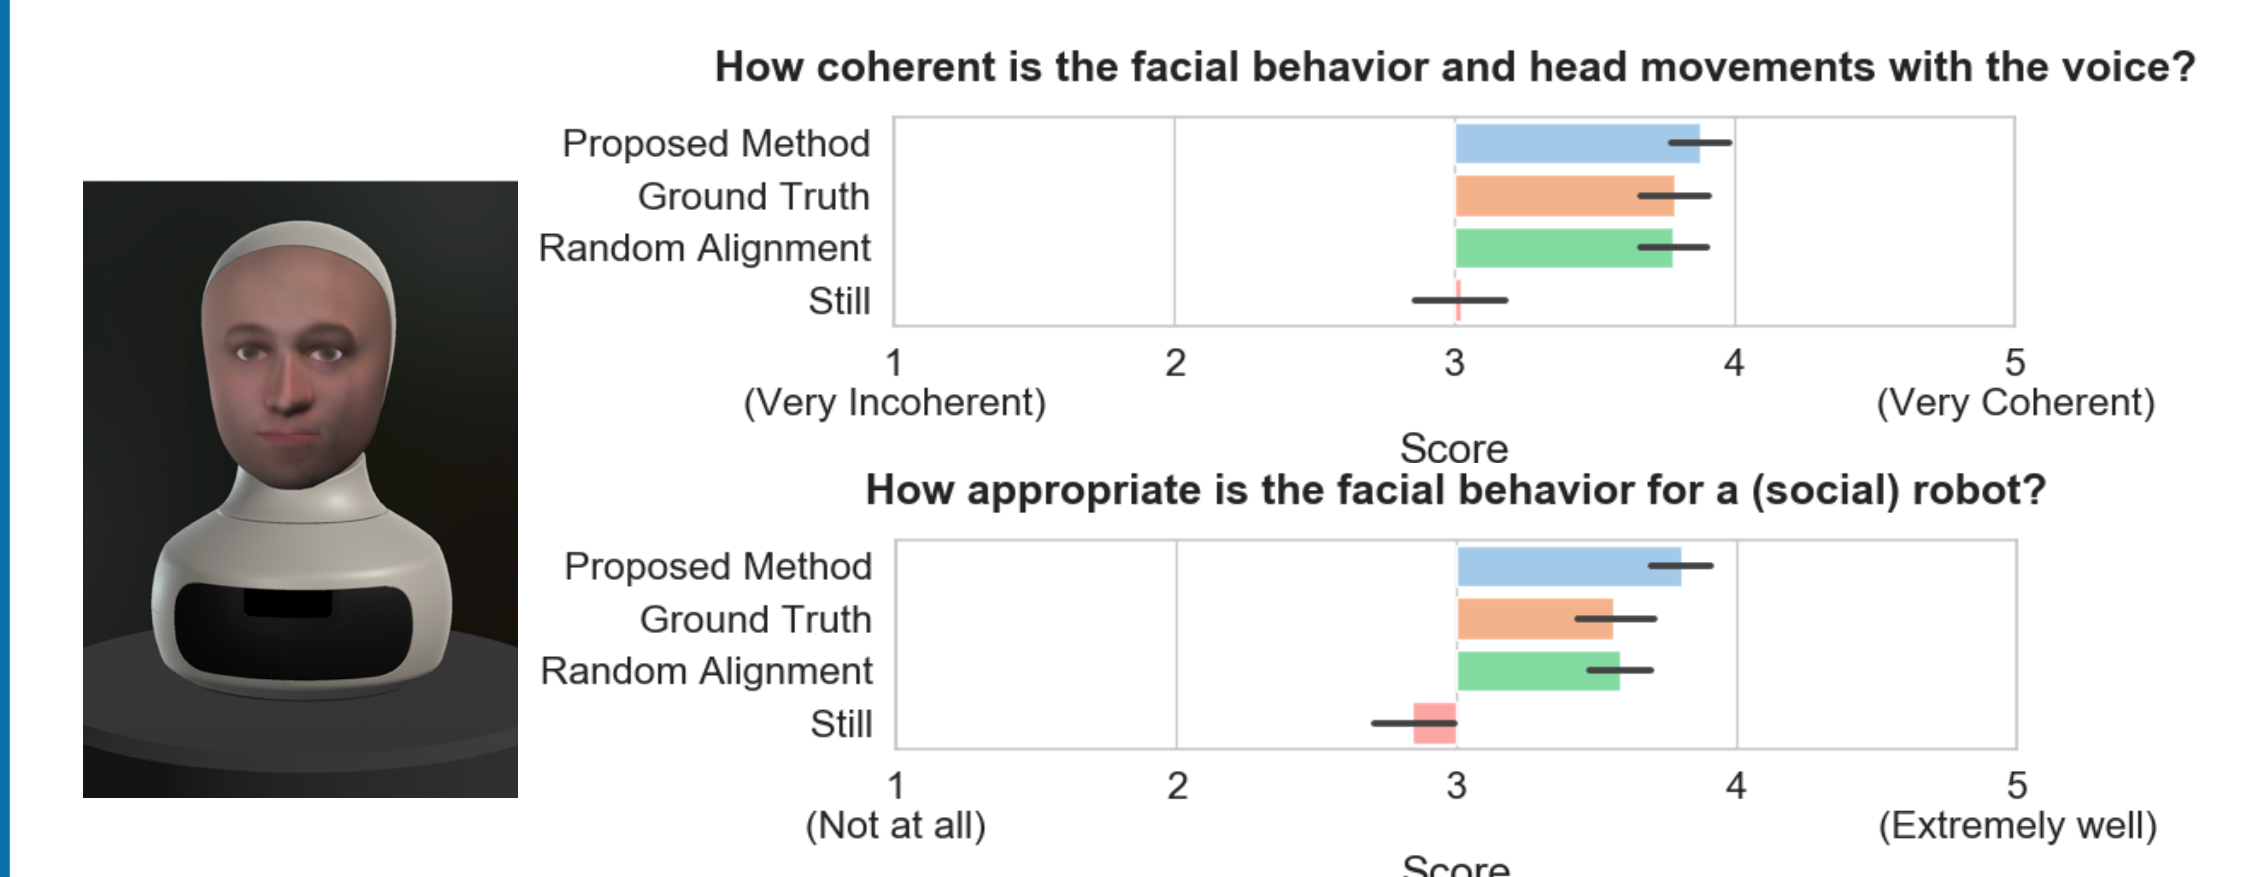 How coherent is the facial behavior and head movements with the voice?
Proposed Method
Ground Truth
Random Alignment
Still
1 2 3 4 5
(Very Incoherent) (Very Coherent)
Score
How appropriate is the facial behavior for a (social) robot?
Proposed Method
Ground Truth
Random Alignment
Still
1 2 3 4 5
(Not at all) (Extremely well)
Score